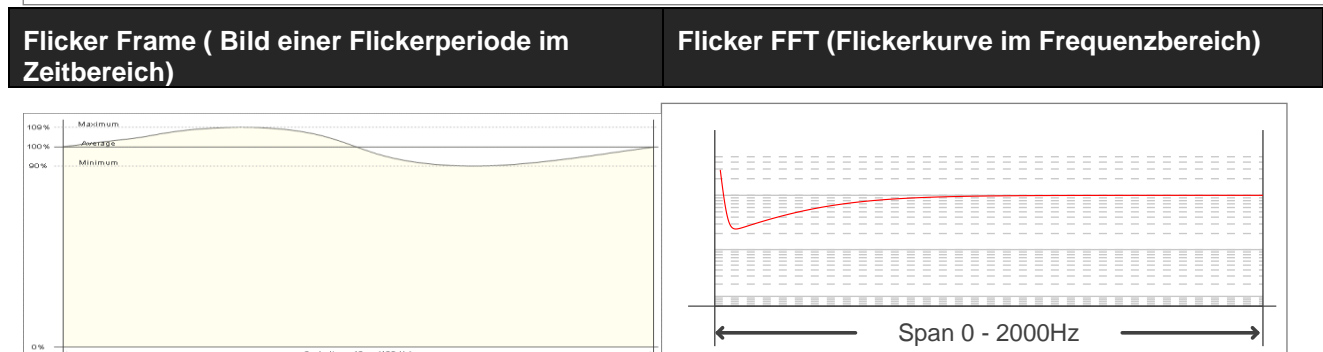 Flicker Frame ( Bild einer Flickerperiode im
Zeitbereich)
Flicker FFT (Flickerkurve im Frequenzbereich)
109%
Maximum
100%
Average
90%
Minimum
0%
Span 0 - 2000Hz